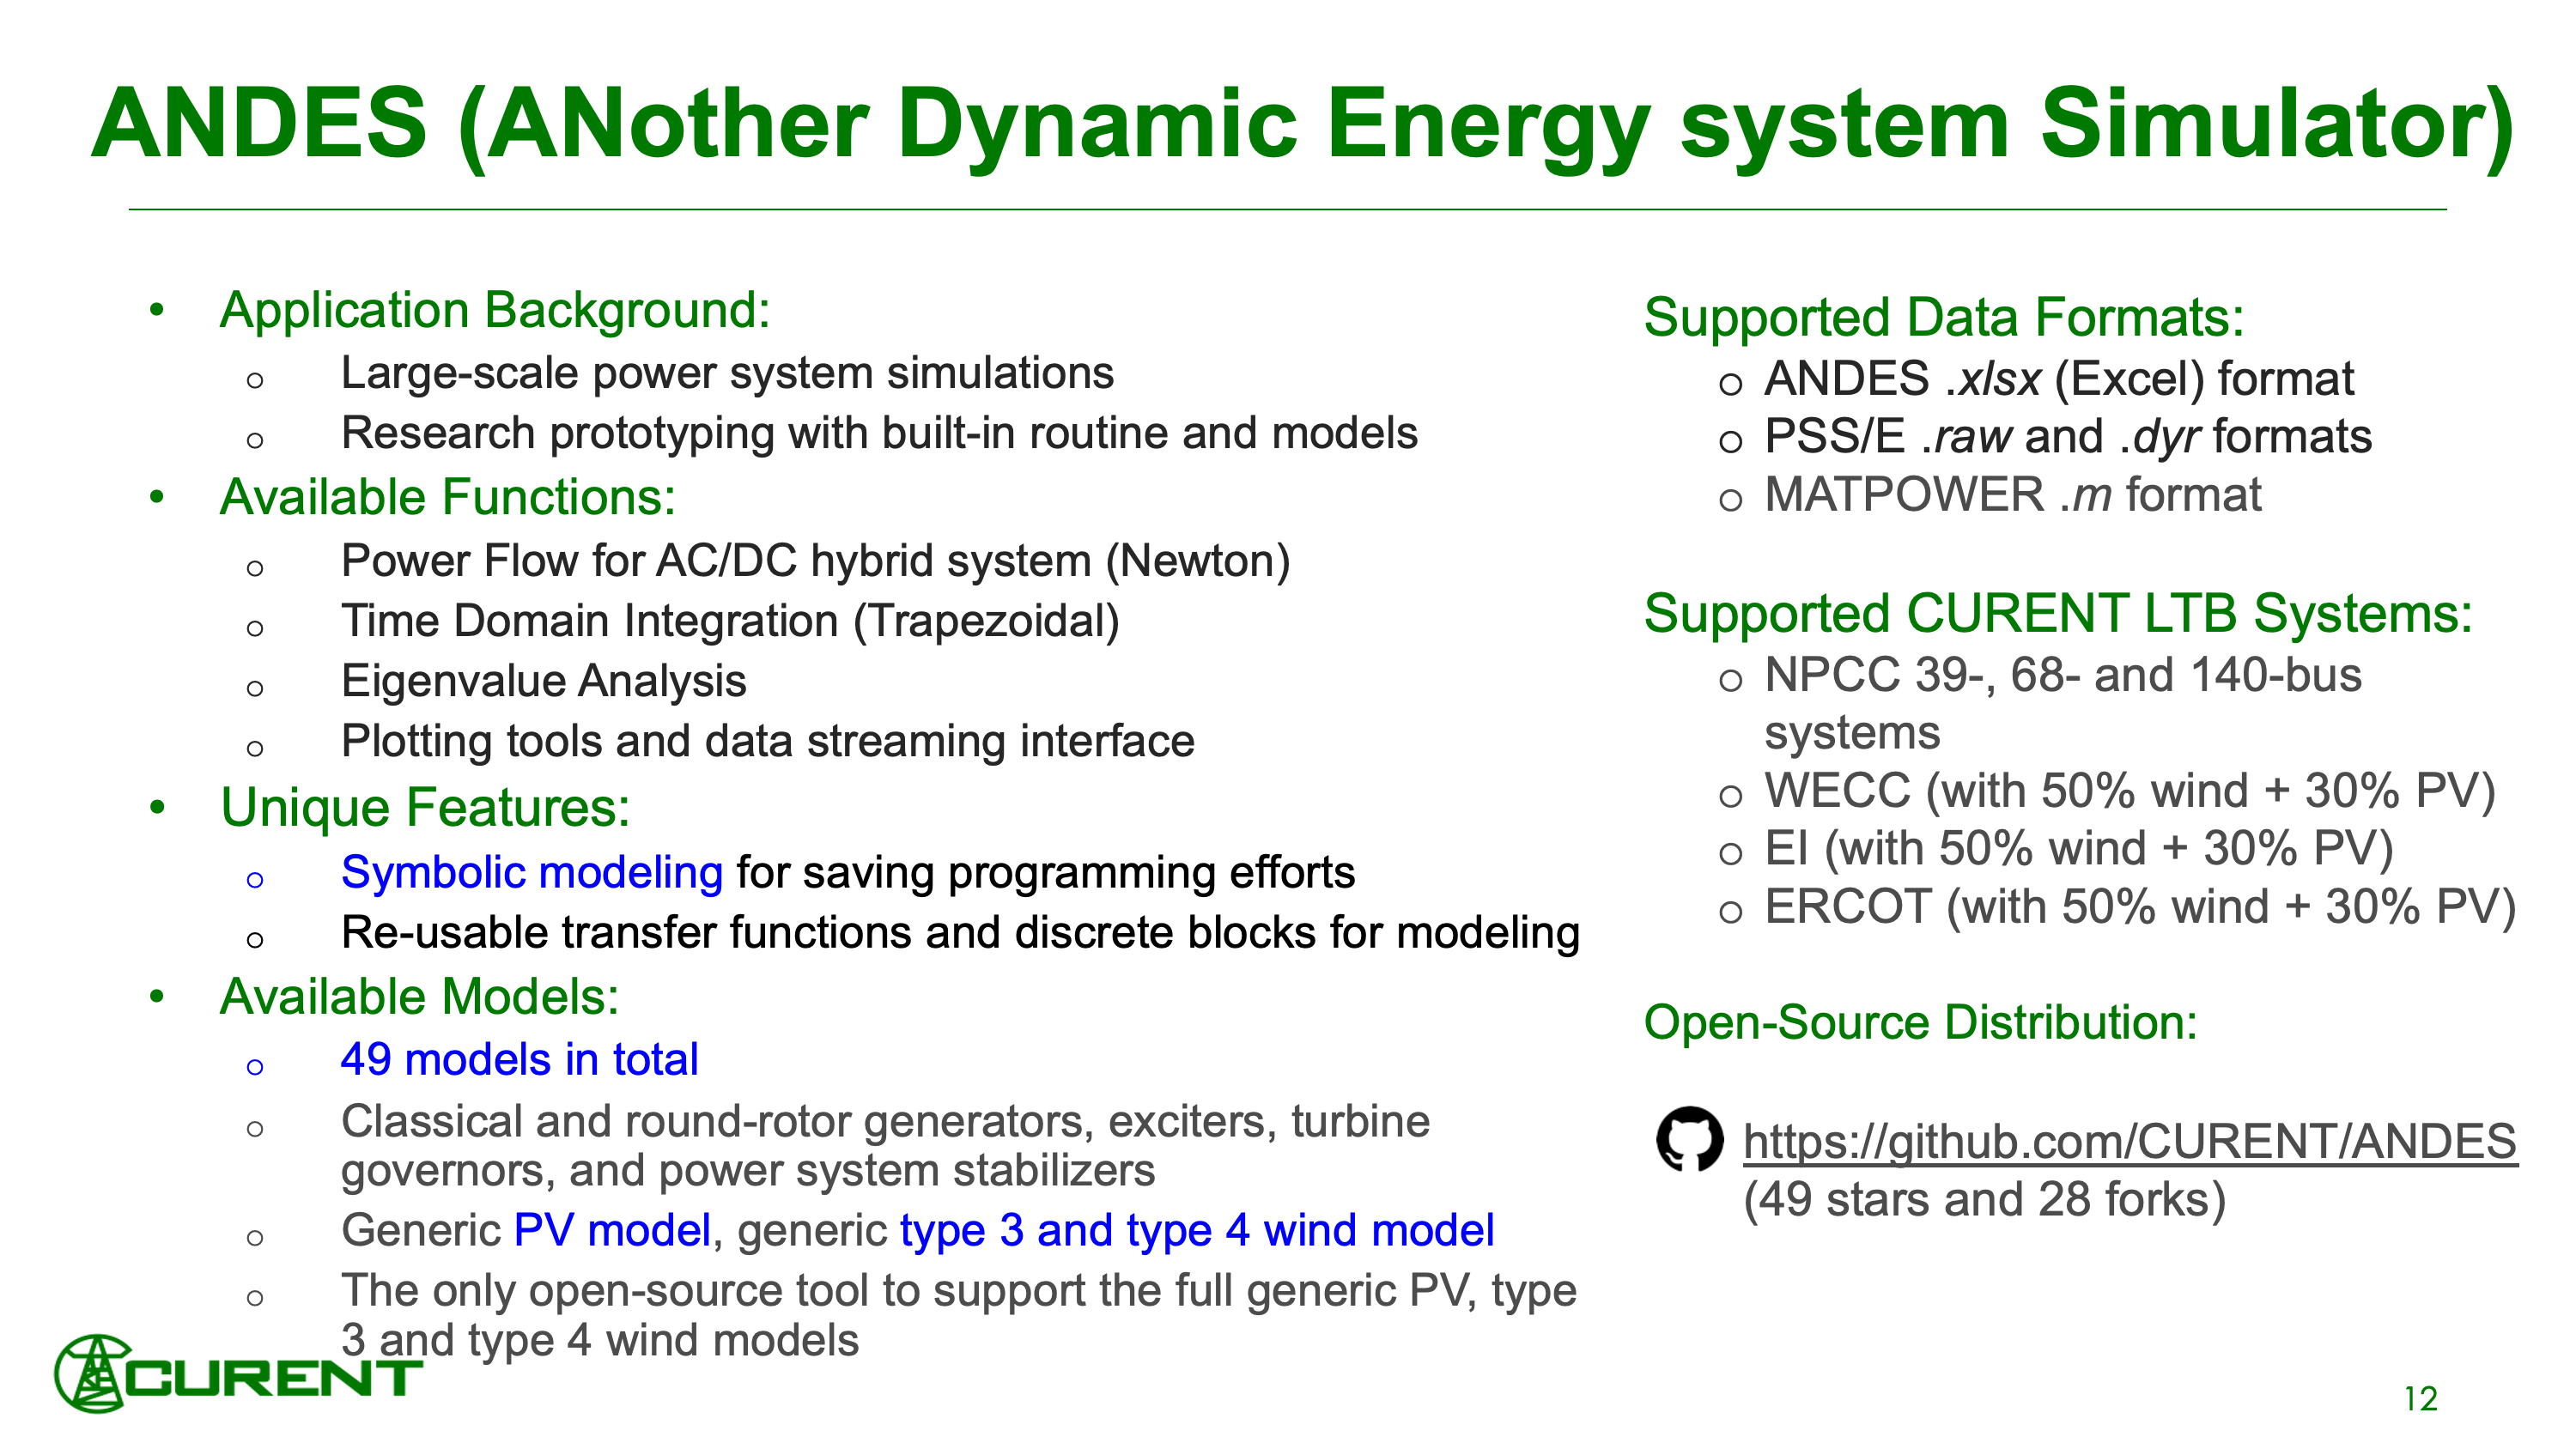 ANDES (ANother Dynamic Energy system Simulator)
• Application Background:
○ Large-scale power system simulations
○ Research prototyping with built-in routine and models
• Available Functions:
○ Power Flow for AC/DC hybrid system (Newton)
○ Time Domain Integration (Trapezoidal)
○ Eigenvalue Analysis
○ Plotting tools and data streaming interface
• Unique Features:
○ Symbolic modeling for saving programming efforts
○ Re-usable transfer functions and discrete blocks for modeling
• Available Models:
○ 49 models in total
○ Classical and round-rotor generators, exciters, turbine
governors, and power system stabilizers
○ Generic PV model, generic type 3 and type 4 wind model
○ The only open-source tool to support the full generic PV, type
3 and type 4 wind models
Supported Data Formats:
○ ANDES .xlsx (Excel) format
○ PSS/E .raw and .dyr formats
○ MATPOWER .m format
Supported CURENT LTB Systems:
○ NPCC 39-, 68- and 140-bus
systems
○ WECC (with 50% wind + 30% PV)
○ EI (with 50% wind + 30% PV)
○ ERCOT (with 50% wind + 30% PV)
Open-Source Distribution:
https://github.com/CURENT/ANDES
(49 stars and 28 forks)
CURENT
12